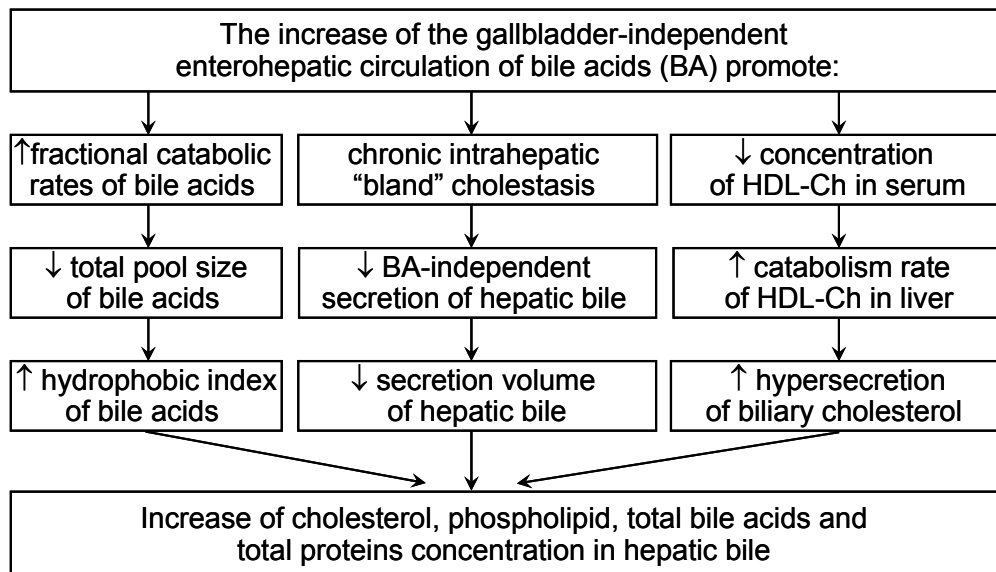 The increase of the gallbladder-independent
enterohepatic circulation of bile acids (BA) promote:
↑fractional catabolic
rates of bile acids
chronic intrahepatic
“bland” cholestasis
↓ concentration
of HDL-Ch in serum
↓ total pool size
of bile acids
↓ BA-independent
secretion of hepatic bile
↑ catabolism rate
of HDL-Ch in liver
↑ hydrophobic index
of bile acids
↓ secretion volume
of hepatic bile
↑ hypersecretion
of biliary cholesterol
Increase of cholesterol, phospholipid, total bile acids and
total proteins concentration in hepatic bile